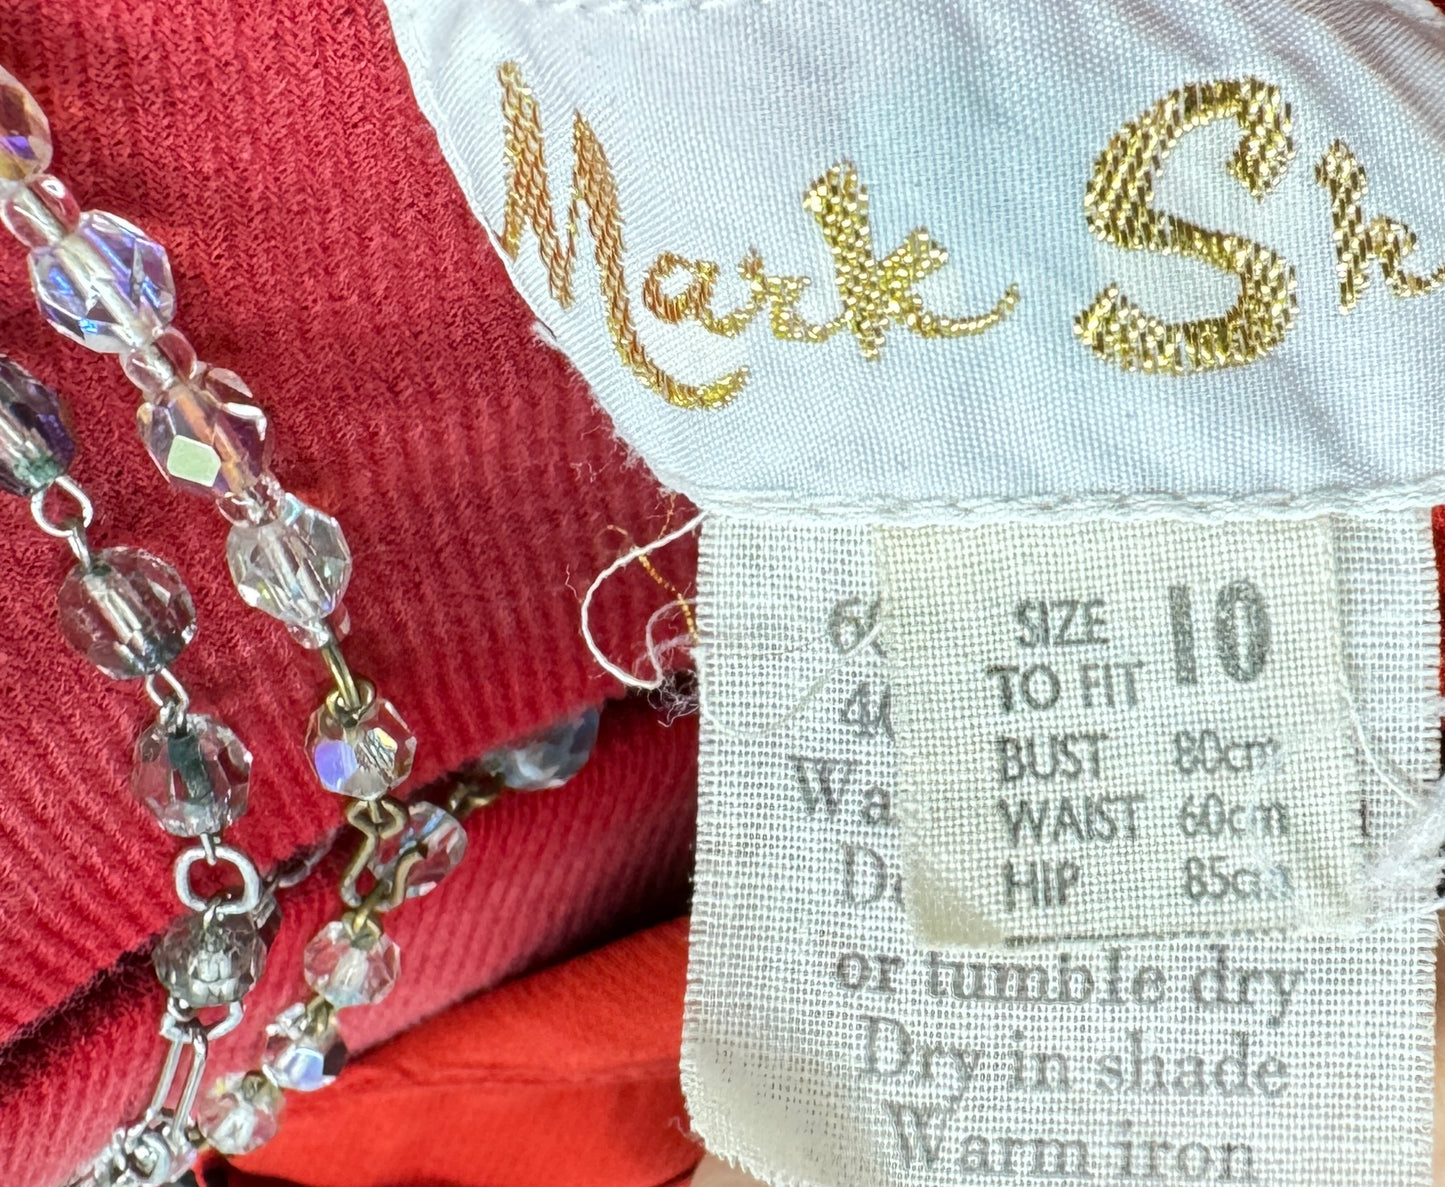 Mark Sh
SIZE 10
TO FIT
BUST 80cm
WAIST 60cm
HIP 85cm
or tumble dry
Dry in shade
Warm iron